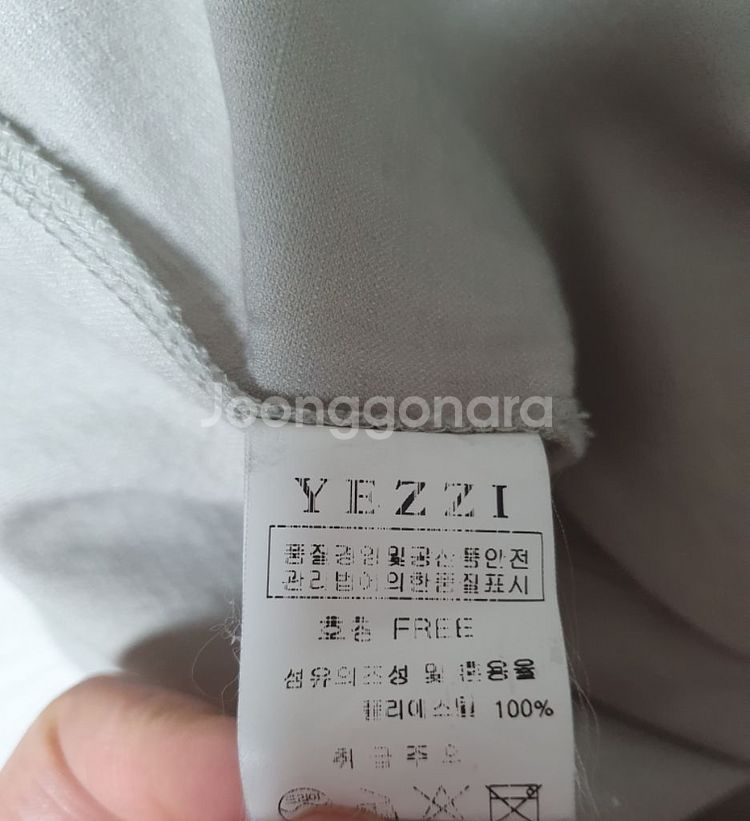 Joonggonara
YEZZI
품질경영및공산품안전
관리법에의한품질표시
호칭 FREE
섬유의조성 및 혼용율
폴리에스텔 100%
취급주의